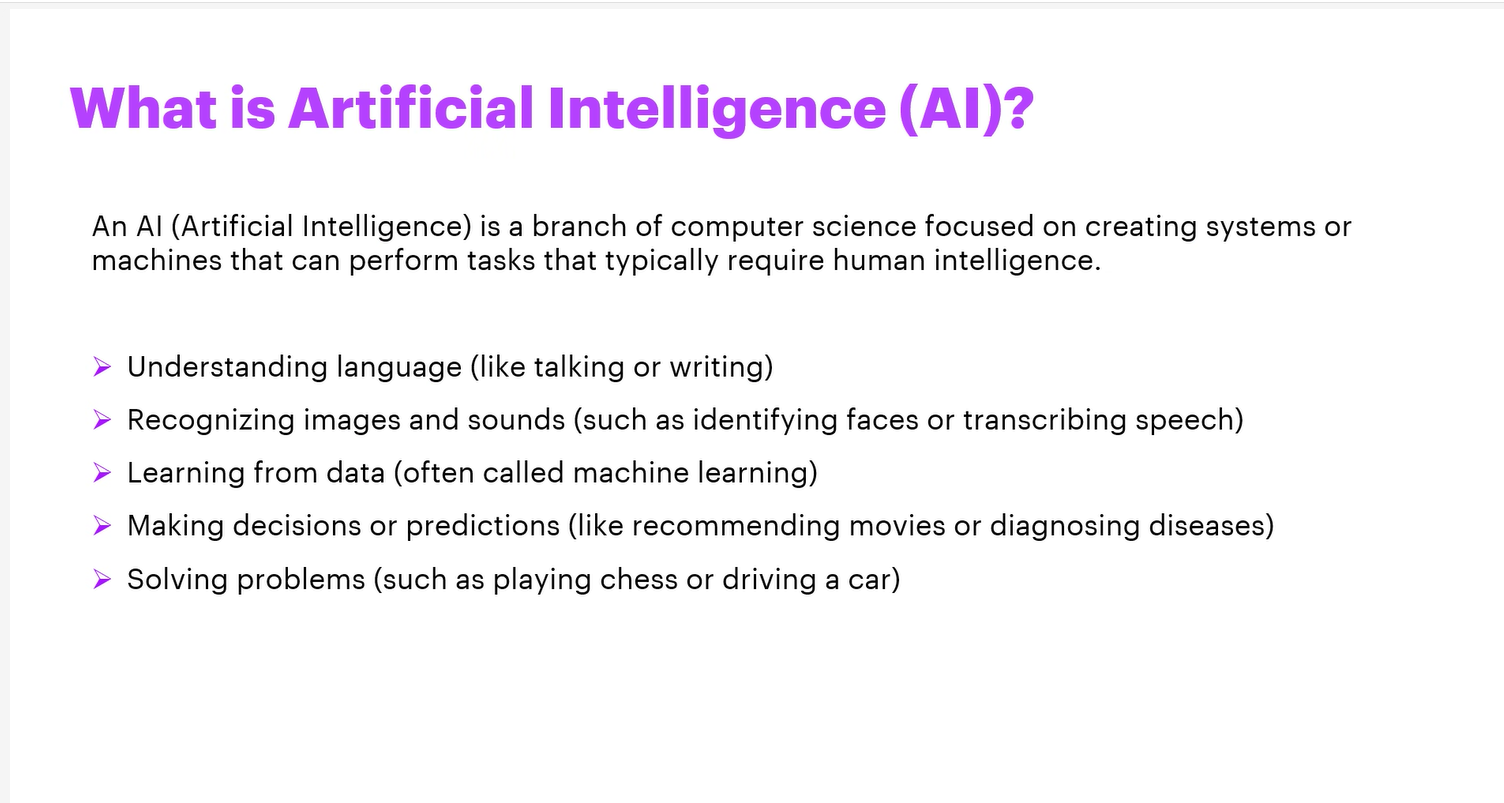 What is Artificial Intelligence (AI)?
An AI (Artificial Intelligence) is a branch of computer science focused on creating systems or
machines that can perform tasks that typically require human intelligence.
➢ Understanding language (like talking or writing)
➢ Recognizing images and sounds (such as identifying faces or transcribing speech)
➢ Learning from data (often called machine learning)
➢ Making decisions or predictions (like recommending movies or diagnosing diseases)
➢ Solving problems (such as playing chess or driving a car)